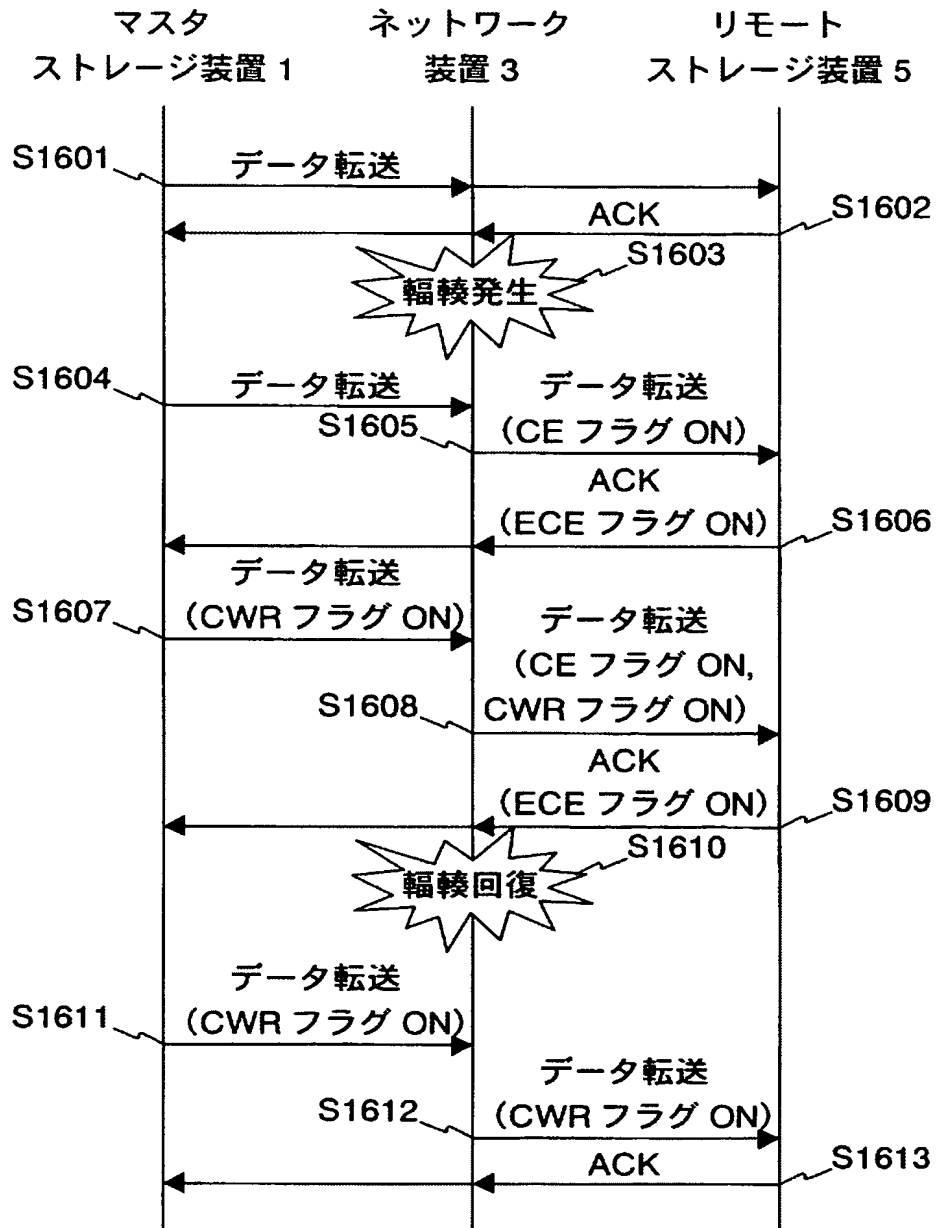 マスタ
ストレージ装置 1
ネットワーク
装置 3
リモート
ストレージ装置 5
S1601
データ転送
ACK
S1602
輻輳発生
S1603
S1604
データ転送
データ転送
(CE フラグ ON)
S1605
ACK
(ECE フラグ ON)
S1606
データ転送
(CWR フラグ ON)
S1607
データ転送
(CE フラグ ON,
CWR フラグ ON)
S1608
ACK
(ECE フラグ ON)
S1609
輻輳回復
S1610
データ転送
(CWR フラグ ON)
S1611
データ転送
(CWR フラグ ON)
S1612
ACK
S1613